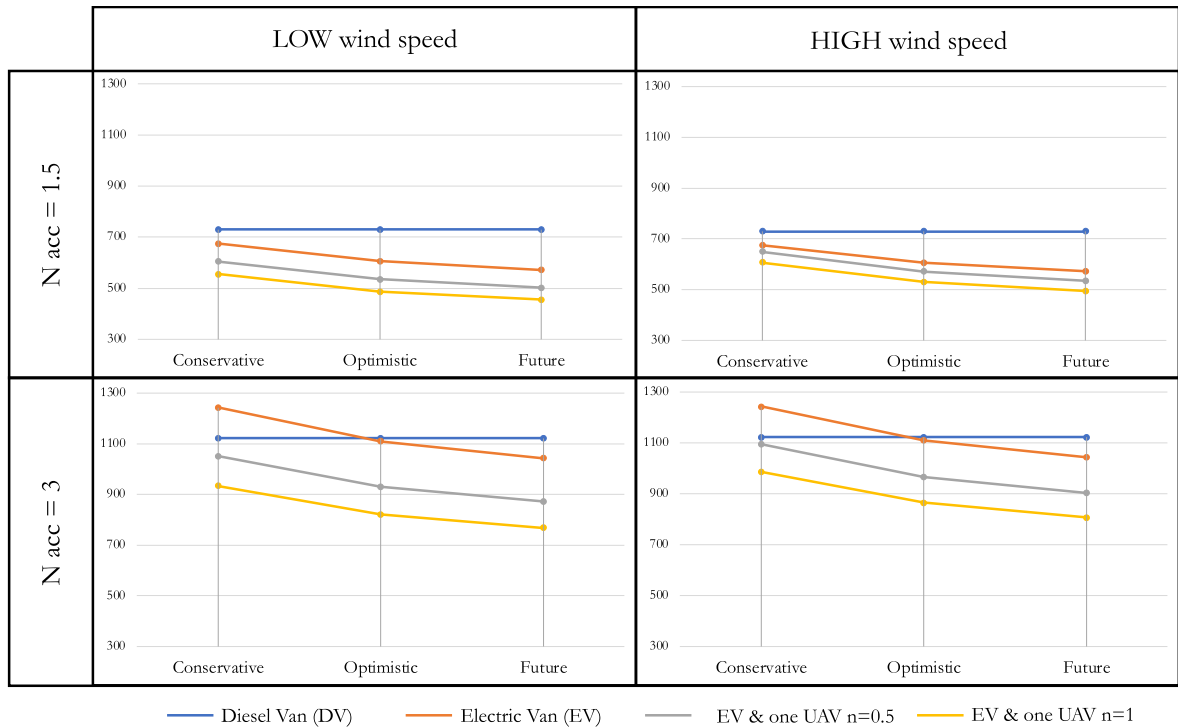 LOW wind speed
HIGH wind speed
N acc = 1.5
1300
1100
900
700
500
300
Conservative Optimistic Future
1300
1100
900
700
500
300
Conservative Optimistic Future
N acc = 3
1300
1100
900
700
500
300
Conservative Optimistic Future
1300
1100
900
700
500
300
Conservative Optimistic Future
Diesel Van (DV) Electric Van (EV) EV & one UAV n=0.5 EV & one UAV n=1